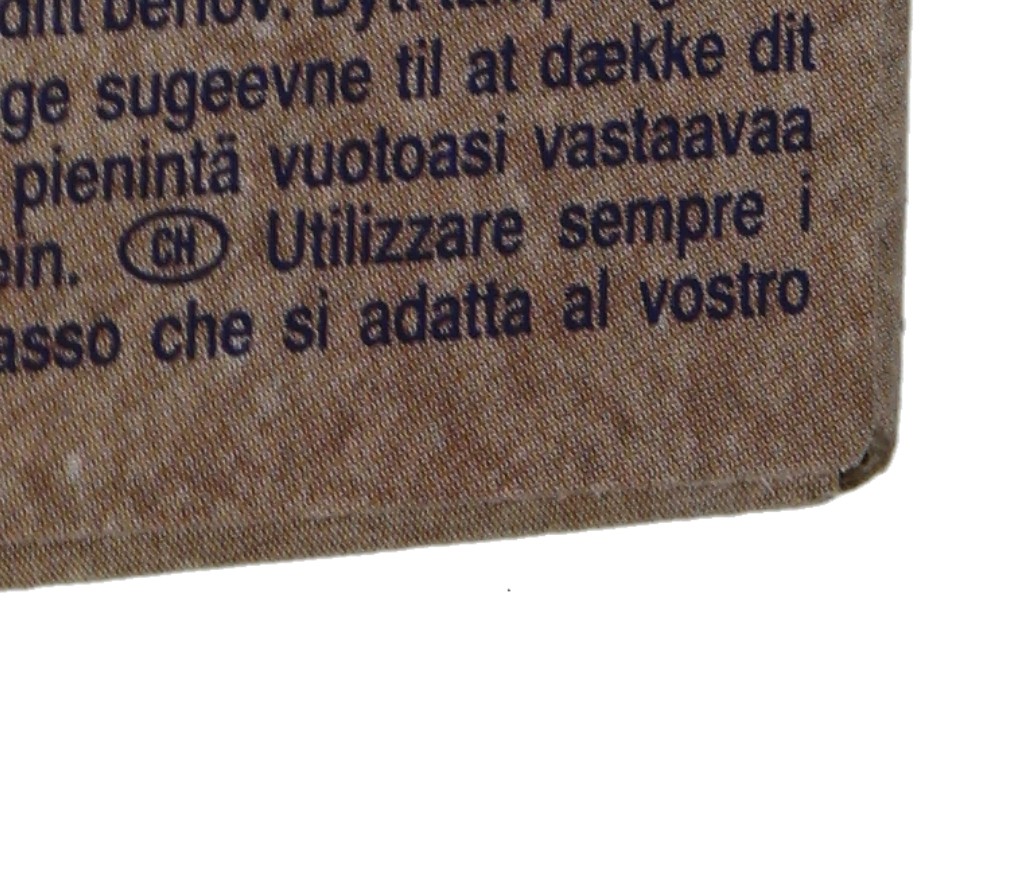 behov.
ge sugeevne til at dække dit
pienintä vuotoasi vastaavaa
ein. CH Utilizzare sempre i
asso che si adatta al vostro